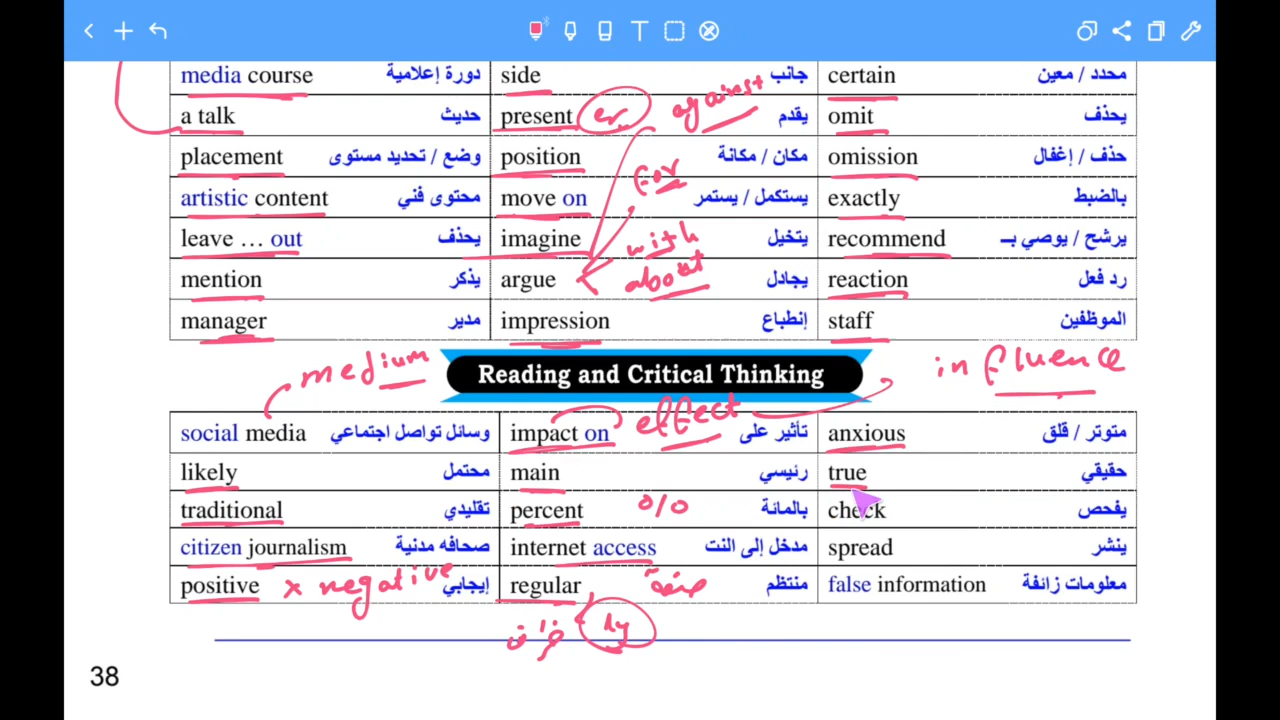 media course دورة إعلامية side جانب certain محدد / معين
against
a talk حديث present er يقدم omit يحذف
placement وضع / تحديد مستوى position مكان / مكانة omission حذف / إغفال
for
artistic content محتوى فني move on يستكمل / يستمر exactly بالضبط
leave ... out يحذف imagine يتخيل recommend يرشح / يوصي بــ
with
mention يذكر argue about يجادل reaction رد فعل
manager مدير impression إنطباع staff الموظفين
medium Reading and Critical Thinking influence
social media وسائل تواصل اجتماعي impact on effect تأثير على anxious متوتر / قلق
likely محتمل main رئيسي true حقيقي
traditional تقليدي percent o/o بالمائة check يفحص
citizen journalism صحافه مدنية internet access مدخل إلى النت spread ينشر
positive x negative إيجابي regular صفة منتظم false information معلومات زائفة
ly
38